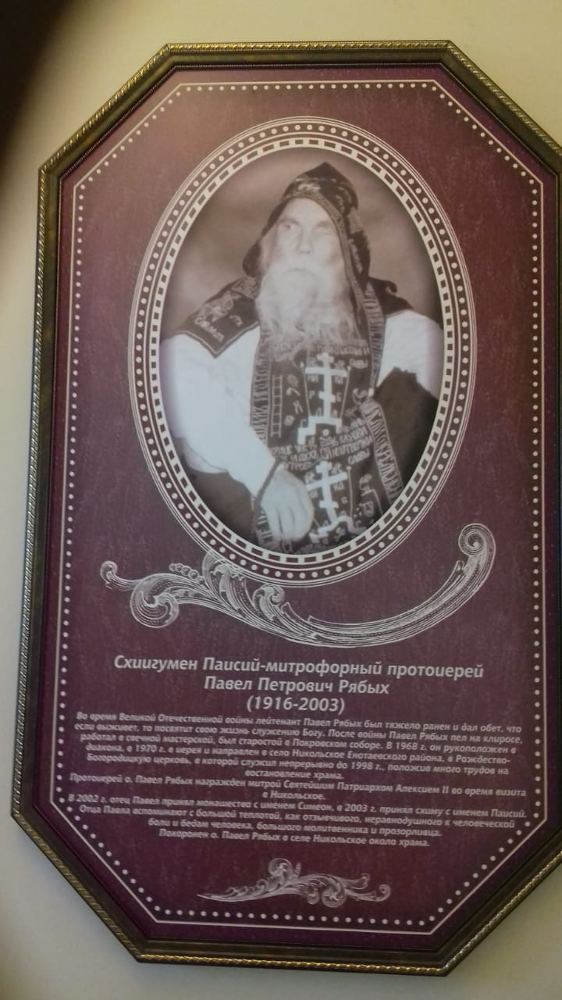 Схиигумен Паисий-митрофорный протоиерей
Павел Петрович Рябых
(1916-2003)
Во время Великой Отечественной войны лейтенант Павел Рябых был тяжело ранен и дал обет, что
если выживет, то посвятит свою жизнь служению Богу. После войны Павел Рябых пел на клиросе,
работал в свечной мастерской, был старостой в Покровском соборе. В 1968 г. он рукоположен в
диакона, в 1970 г. в иерея и направлен в село Никольское Енотаевского района, в Рождество-
Богородицкую церковь, в которой служил непрерывно до 1998 г., положив много трудов на
востановление храма.
Протоиерей о. Павел Рябых награжден митрой Святейшим Патриархом Алексием II во время визита
в Никольское.
В 2002 г. отец Павел принял монашество с именем Симеон, в 2003 г. принял схиму с именем Паисий.
Отца Павла вспоминают с большой теплотой, как отзывчивого, неравнодушного к человеческой
боли и бедам человека, большого молитвенника и прозорливца.
Похоронен о. Павел Рябых в селе Никольское около храма.